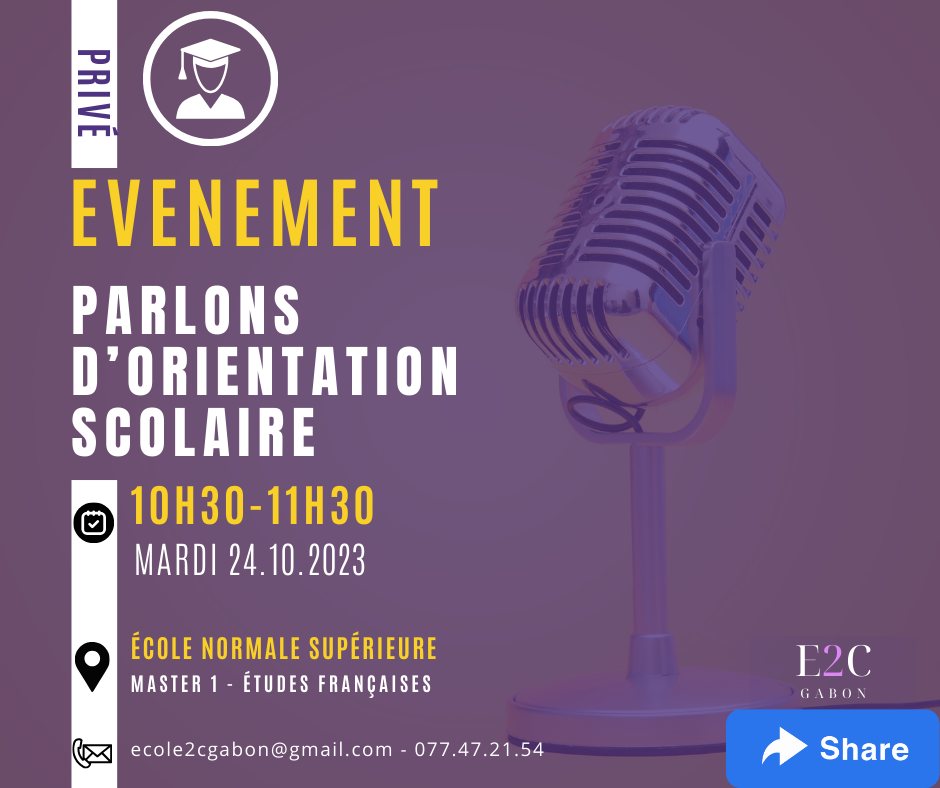 PRIVÉ
EVENEMENT
PARLONS
D’ORIENTATION
SCOLAIRE
10H30-11H30
MARDI 24.10.2023
ÉCOLE NORMALE SUPÉRIEURE
MASTER 1 - ÉTUDES FRANÇAISES
ecole2cgabon@gmail.com - 077.47.21.54
E2C
GABON
Share